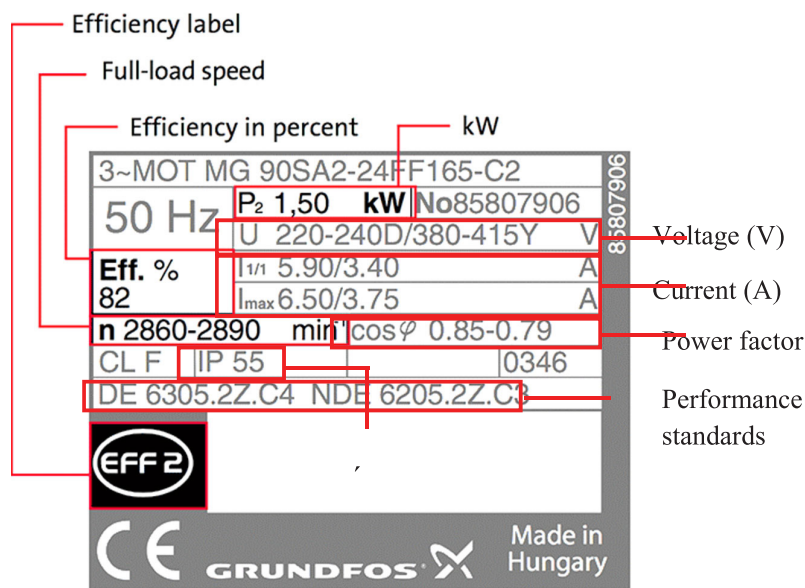 Efficiency label
Full-load speed
Efficiency in percent
kW
3~MOT MG 90SA2-24FF165-C2
50 Hz
P₂ 1,50 kW No85807906
U 220-240D/380-415Y V
Eff. %
82
I1/1 5.90/3.40 A
Imax 6.50/3.75 A
n 2860-2890 min⁻¹
cosφ 0.85-0.79
CL F IP 55 0346
DE 6305.2Z.C4 NDE 6205.2Z.C3
85807906
Voltage (V)
Current (A)
Power factor
Performance
standards
EFF 2
CE GRUNDFOS
Made in
Hungary